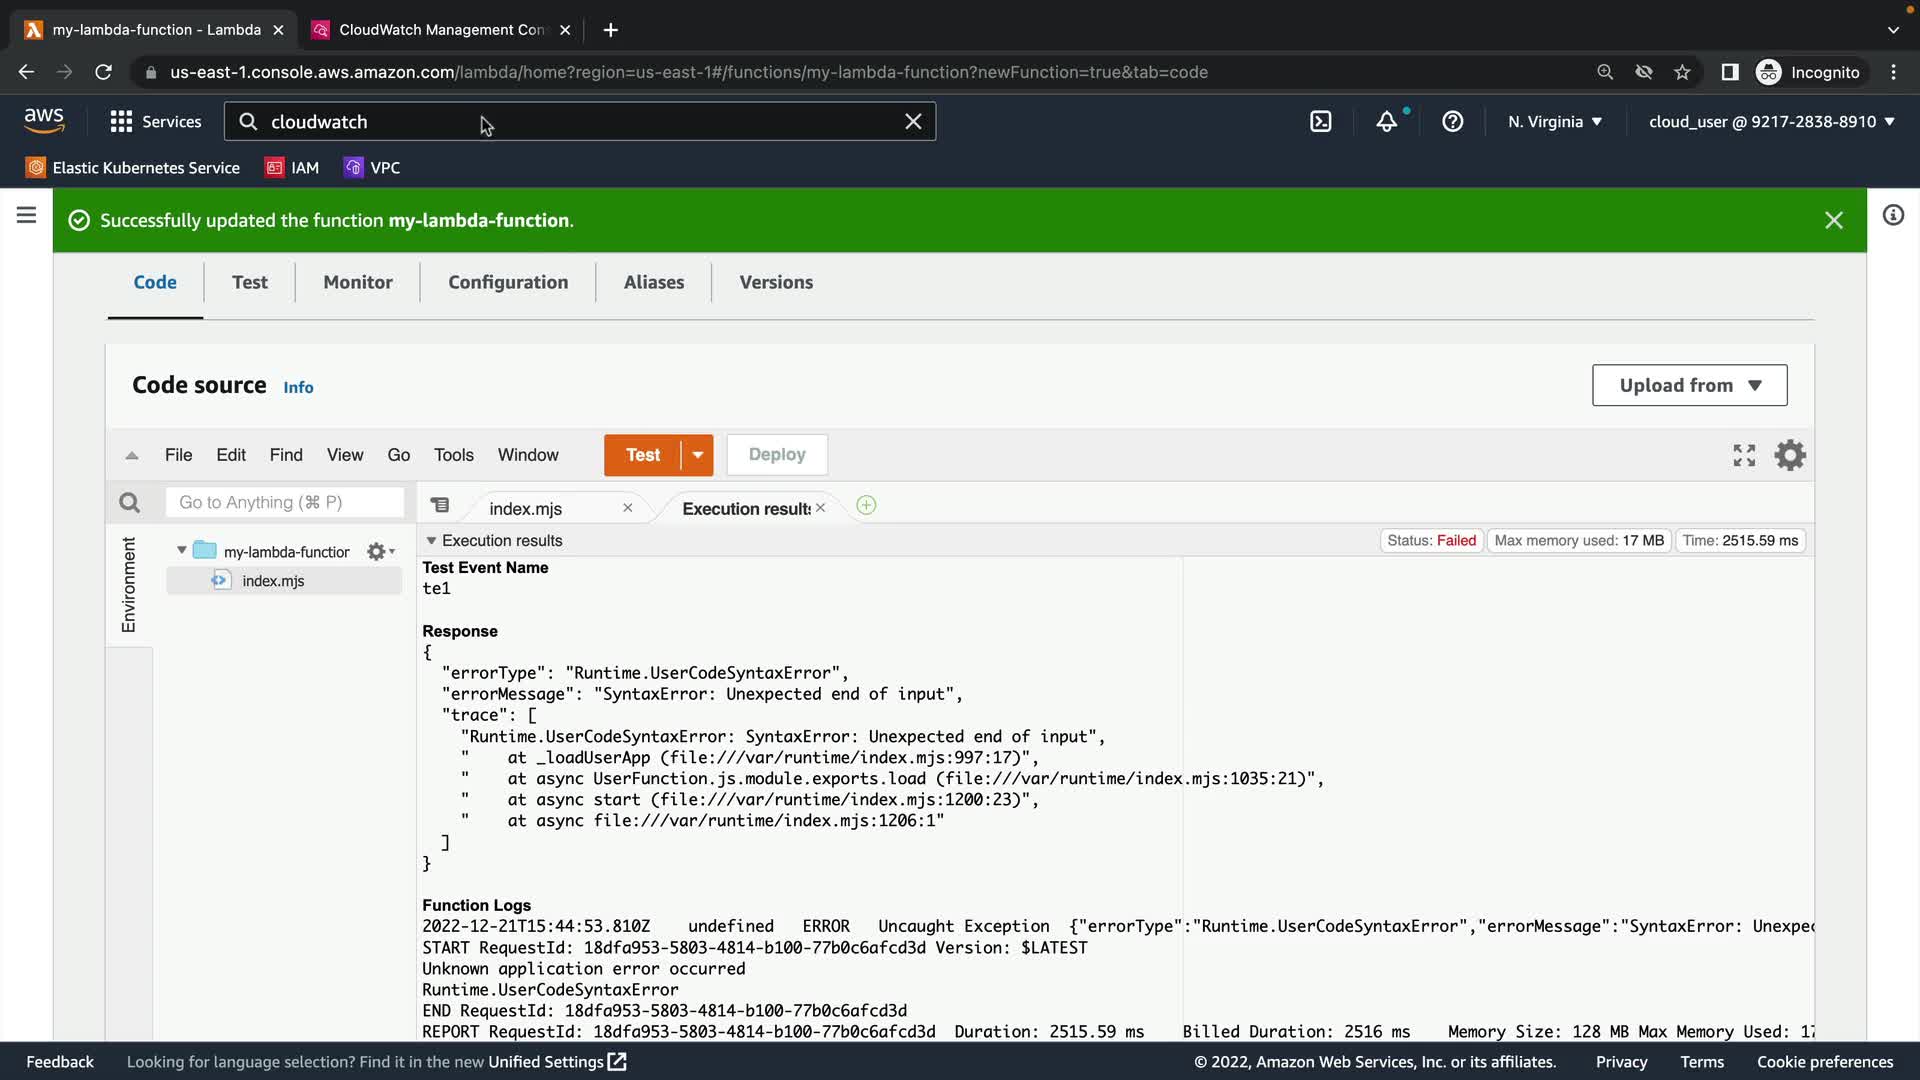 my-lambda-function - Lambda
CloudWatch Management Con
us-east-1.console.aws.amazon.com/lambda/home?region=us-east-1#/functions/my-lambda-function?newFunction=true&tab=code
Incognito
aws
Services
cloudwatch
N. Virginia
cloud_user @ 9217-2838-8910
Elastic Kubernetes Service
IAM
VPC
Successfully updated the function my-lambda-function.
Code
Test
Monitor
Configuration
Aliases
Versions
Code source
Info
Upload from
File
Edit
Find
View
Go
Tools
Window
Test
Deploy
Go to Anything (⌘ P)
index.mjs
Execution results
Environment
my-lambda-function
index.mjs
Execution results
Status: Failed
Max memory used: 17 MB
Time: 2515.59 ms
Test Event Name
te1
Response
{
"errorType": "Runtime.UserCodeSyntaxError",
"errorMessage": "SyntaxError: Unexpected end of input",
"trace": [
"Runtime.UserCodeSyntaxError: SyntaxError: Unexpected end of input",
"    at _loadUserApp (file:///var/runtime/index.mjs:997:17)",
"    at async UserFunction.js.module.exports.load (file:///var/runtime/index.mjs:1035:21)",
"    at async start (file:///var/runtime/index.mjs:1200:23)",
"    at async file:///var/runtime/index.mjs:1206:1"
]
}
Function Logs
2022-12-21T15:44:53.810Z    undefined    ERROR    Uncaught Exception    {"errorType":"Runtime.UserCodeSyntaxError","errorMessage":"SyntaxError: Unexpec
START RequestId: 18dfa953-5803-4814-b100-77b0c6afcd3d Version: $LATEST
Unknown application error occurred
Runtime.UserCodeSyntaxError
END RequestId: 18dfa953-5803-4814-b100-77b0c6afcd3d
REPORT RequestId: 18dfa953-5803-4814-b100-77b0c6afcd3d  Duration: 2515.59 ms    Billed Duration: 2516 ms    Memory Size: 128 MB Max Memory Used: 17
Feedback
Looking for language selection? Find it in the new Unified Settings
© 2022, Amazon Web Services, Inc. or its affiliates.
Privacy
Terms
Cookie preferences